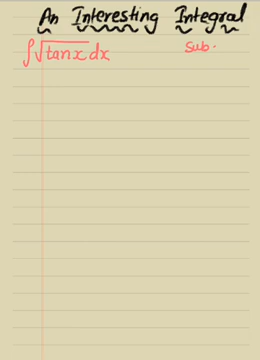 An Interesting Integral
∫√tanx dx sub.